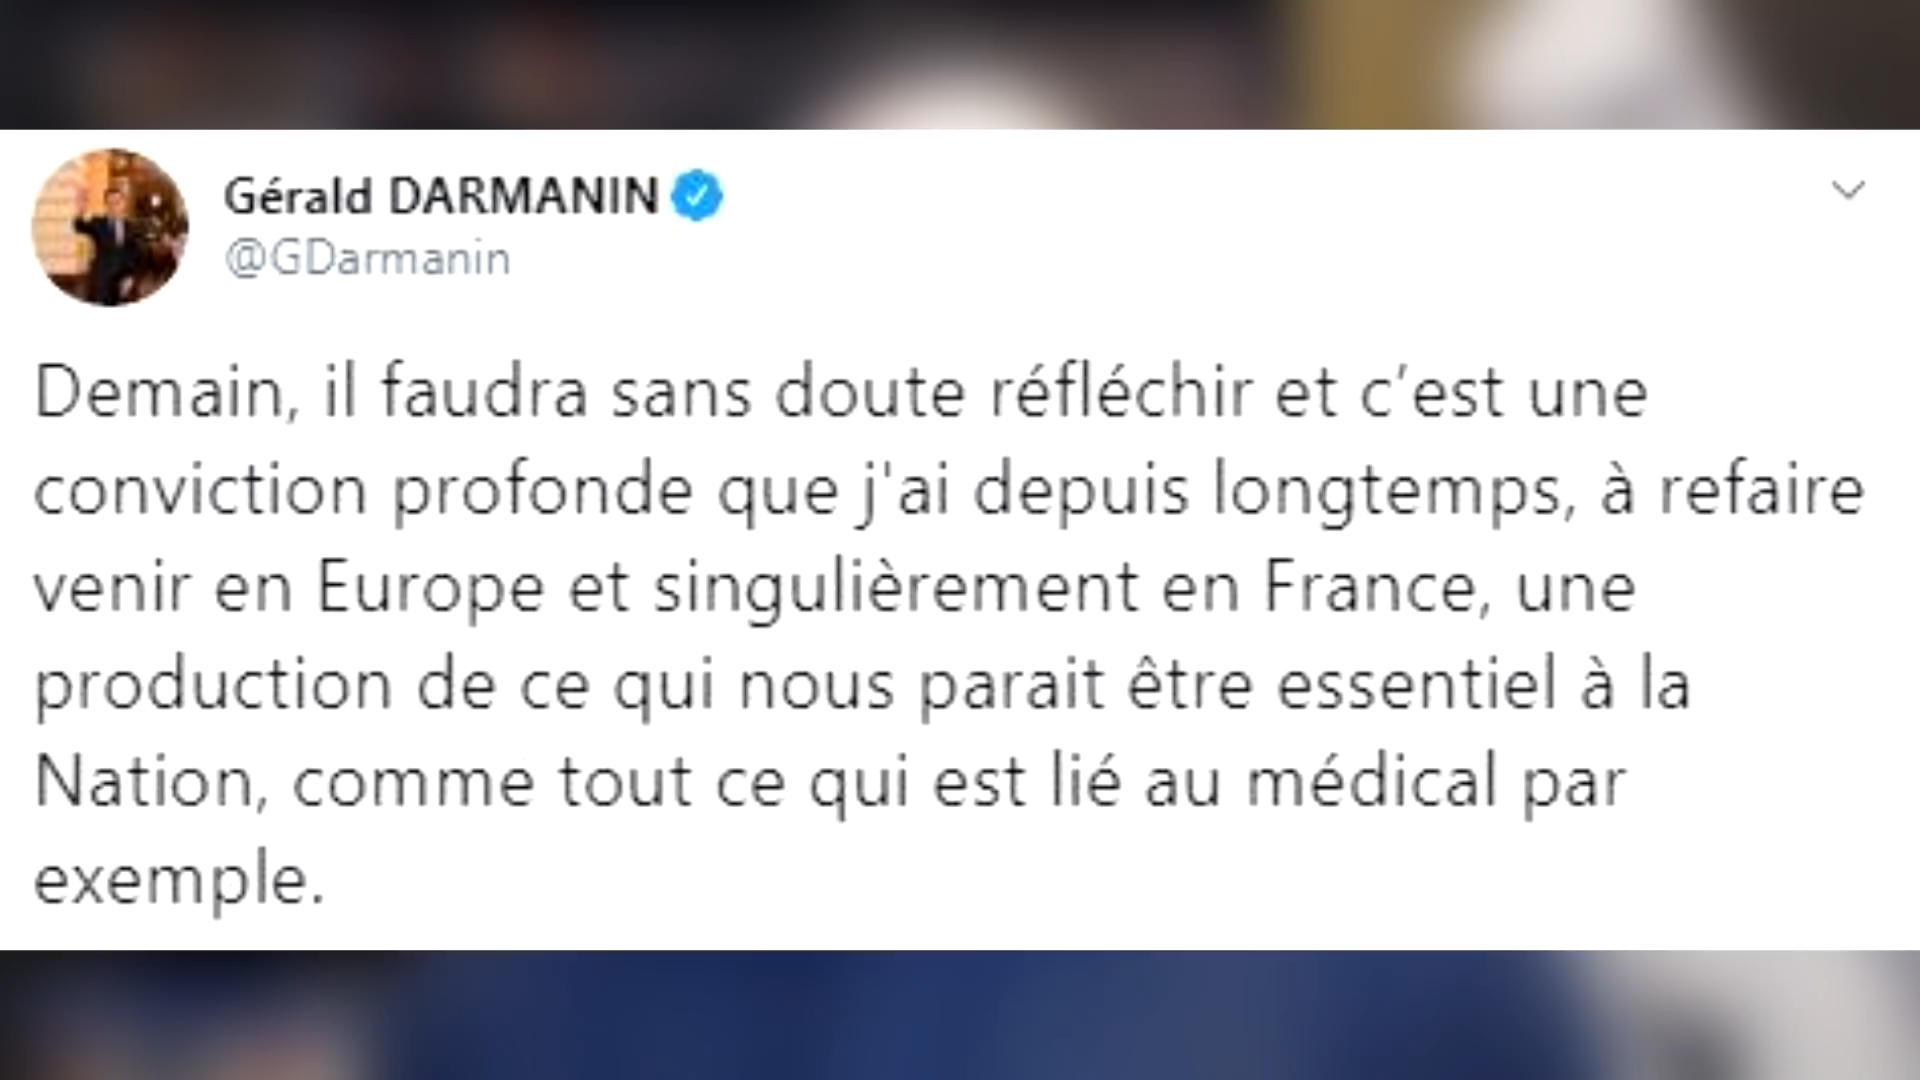 Gérald DARMANIN
@GDarmanin
Demain, il faudra sans doute réfléchir et c’est une
conviction profonde que j'ai depuis longtemps, à refaire
venir en Europe et singulièrement en France, une
production de ce qui nous parait être essentiel à la
Nation, comme tout ce qui est lié au médical par
exemple.